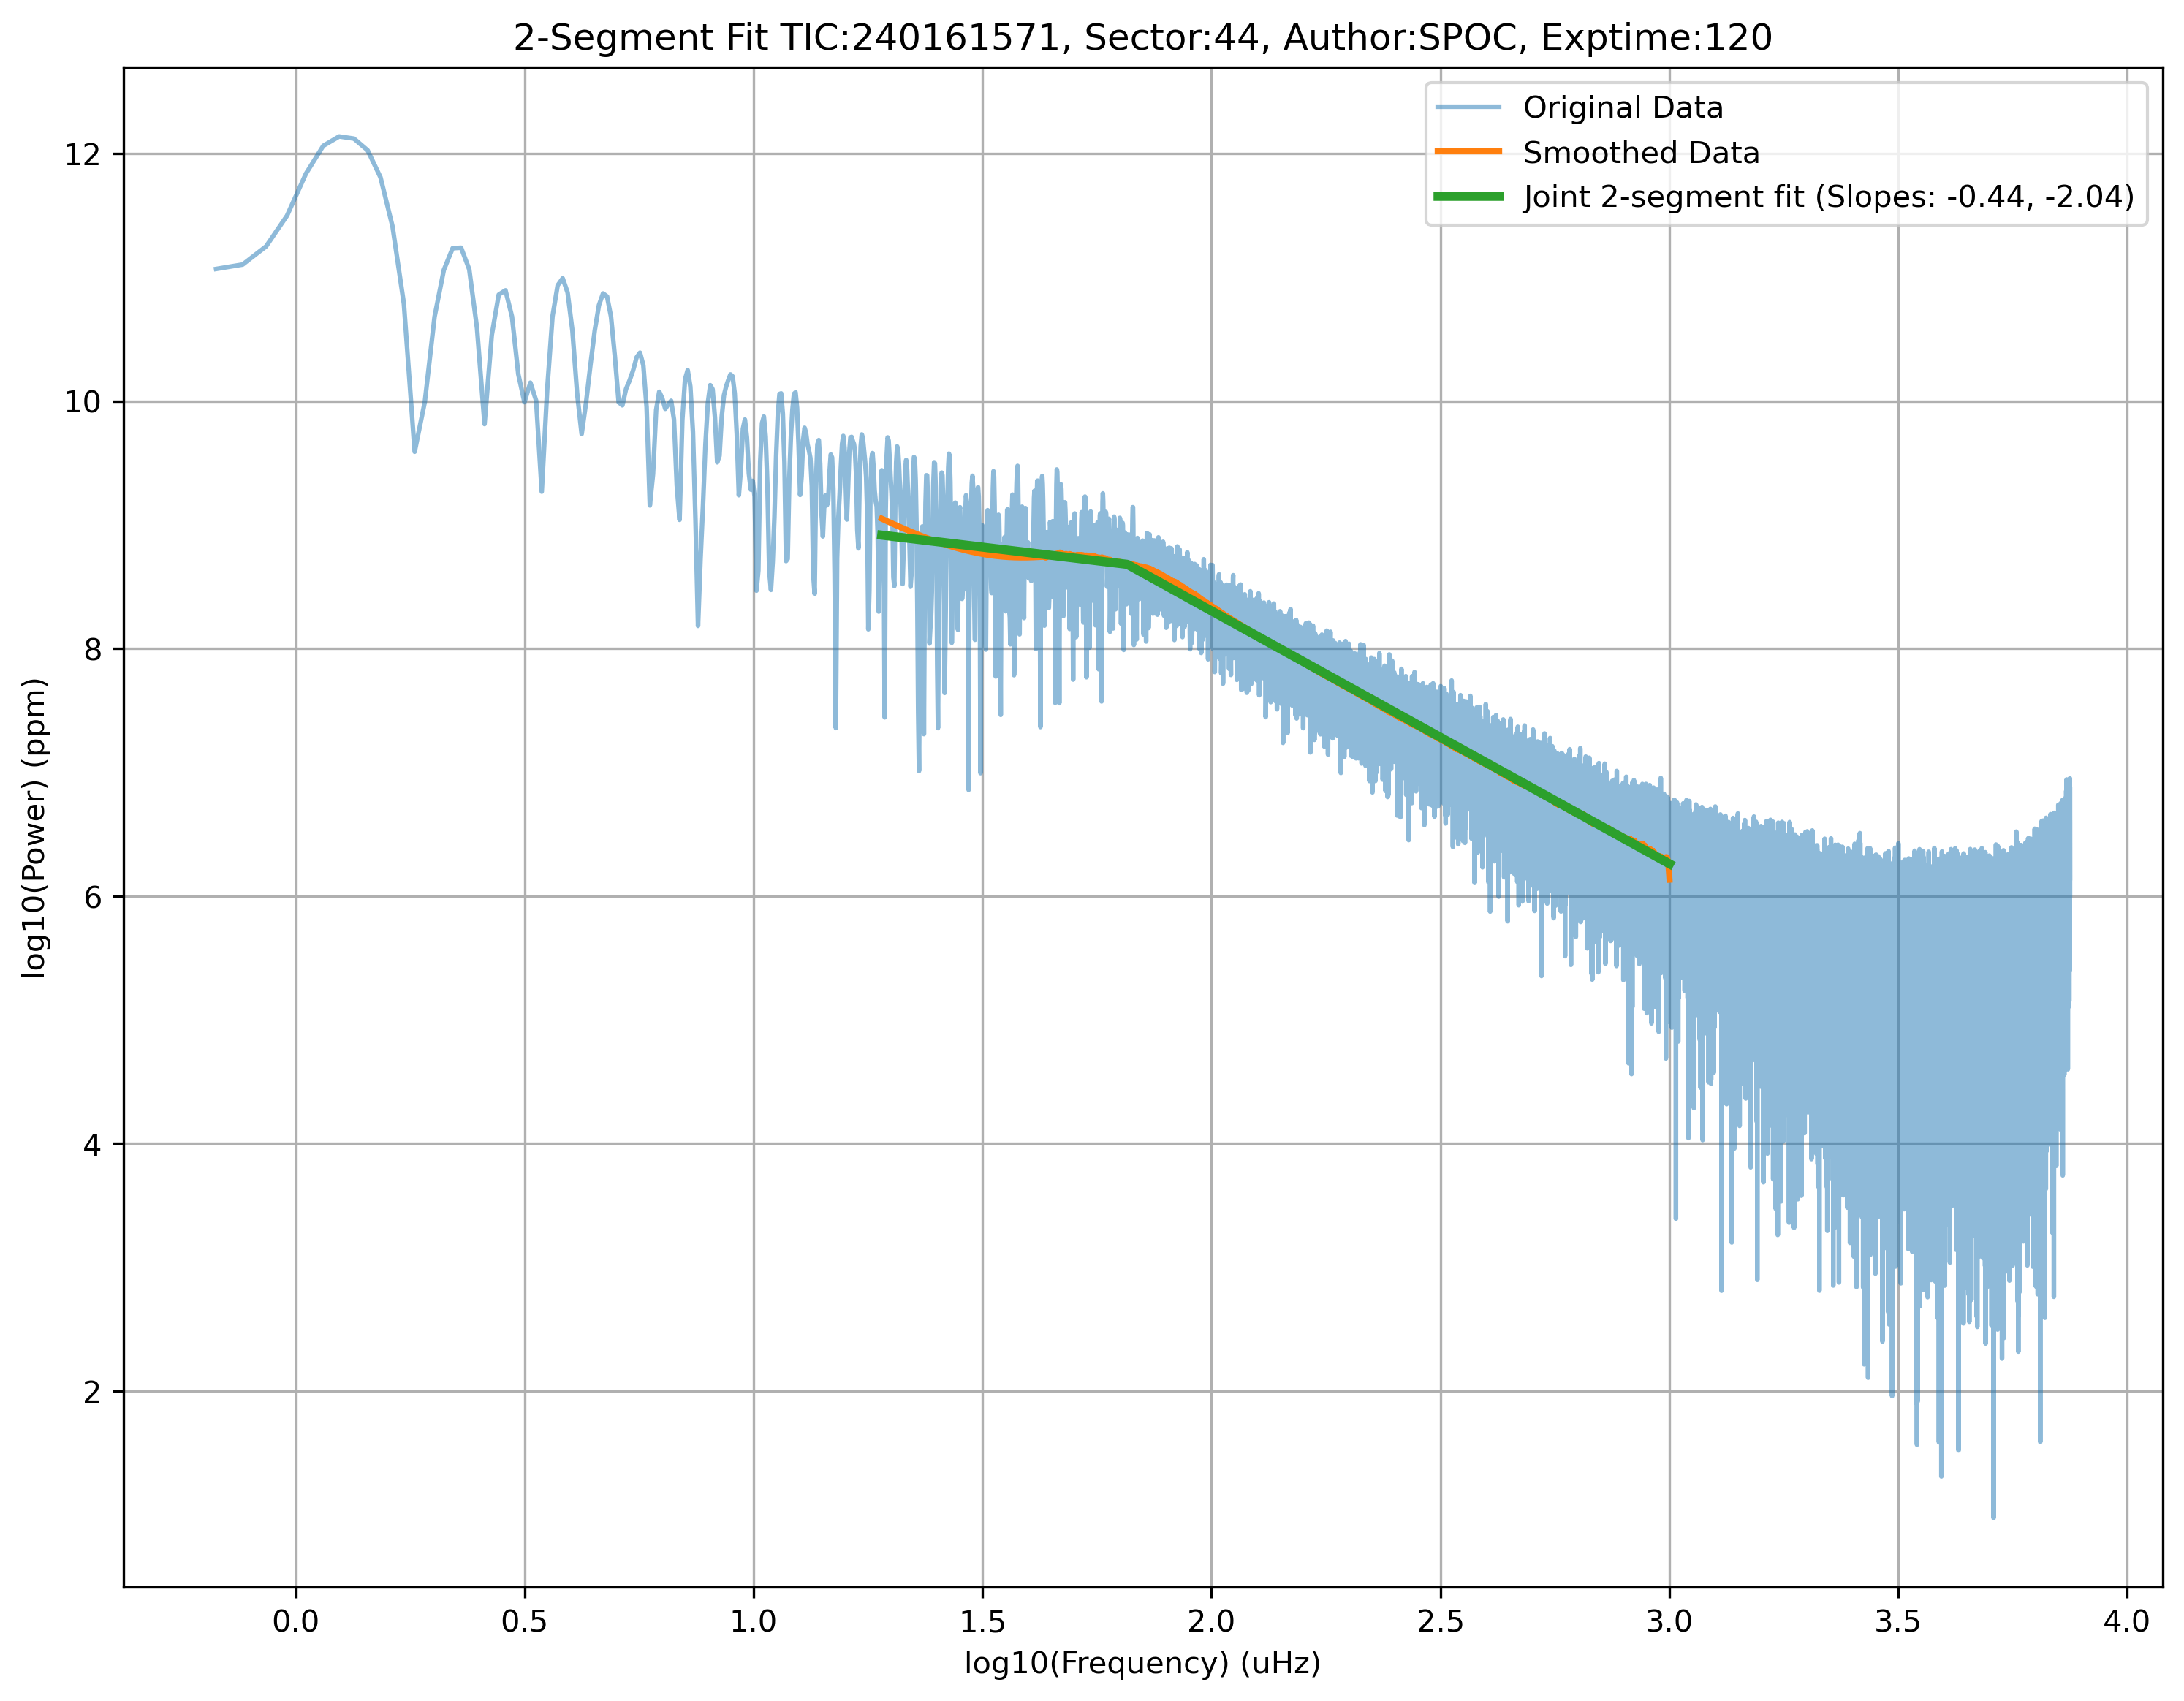 2-Segment Fit TIC:240161571, Sector:44, Author:SPOC, Exptime:120
Original Data
Smoothed Data
Joint 2-segment fit (Slopes: -0.44, -2.04)
log10(Power) (ppm)
12
10
8
6
4
2
0.0 0.5 1.0 1.5 2.0 2.5 3.0 3.5 4.0
log10(Frequency) (uHz)